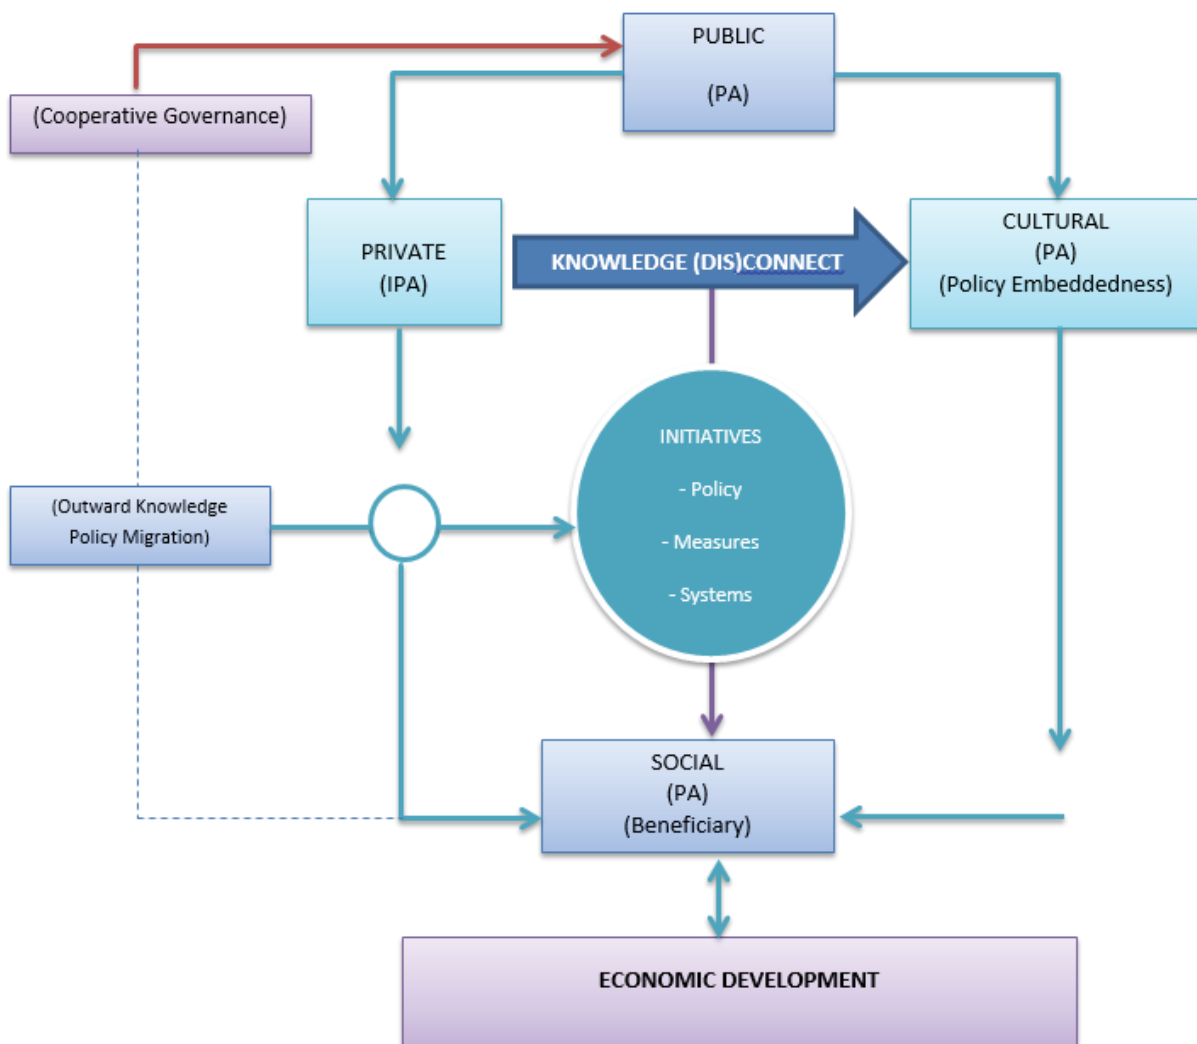 PUBLIC
(PA)
(Cooperative Governance)
PRIVATE
(IPA)
KNOWLEDGE (DIS)CONNECT
CULTURAL
(PA)
(Policy Embeddedness)
INITIATIVES
- Policy
- Measures
- Systems
(Outward Knowledge
Policy Migration)
SOCIAL
(PA)
(Beneficiary)
ECONOMIC DEVELOPMENT